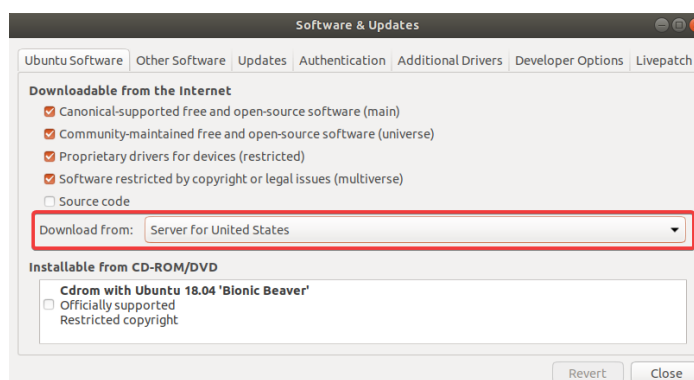 Software & Updates
Ubuntu Software Other Software Updates Authentication Additional Drivers Developer Options Livepatch
Downloadable from the Internet
Canonical-supported free and open-source software (main)
Community-maintained free and open-source software (universe)
Proprietary drivers for devices (restricted)
Software restricted by copyright or legal issues (multiverse)
Source code
Download from: Server for United States
Installable from CD-ROM/DVD
Cdrom with Ubuntu 18.04 'Bionic Beaver'
Officially supported
Restricted copyright
Revert Close